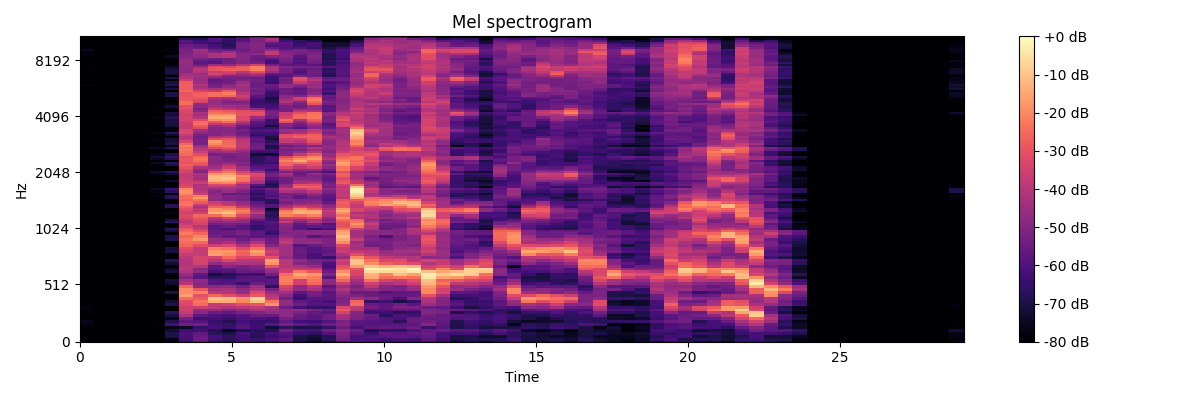 Mel spectrogram
8192
4096
2048
1024
512
0
Hz
0 5 10 15 20 25
Time
+0 dB
-10 dB
-20 dB
-30 dB
-40 dB
-50 dB
-60 dB
-70 dB
-80 dB